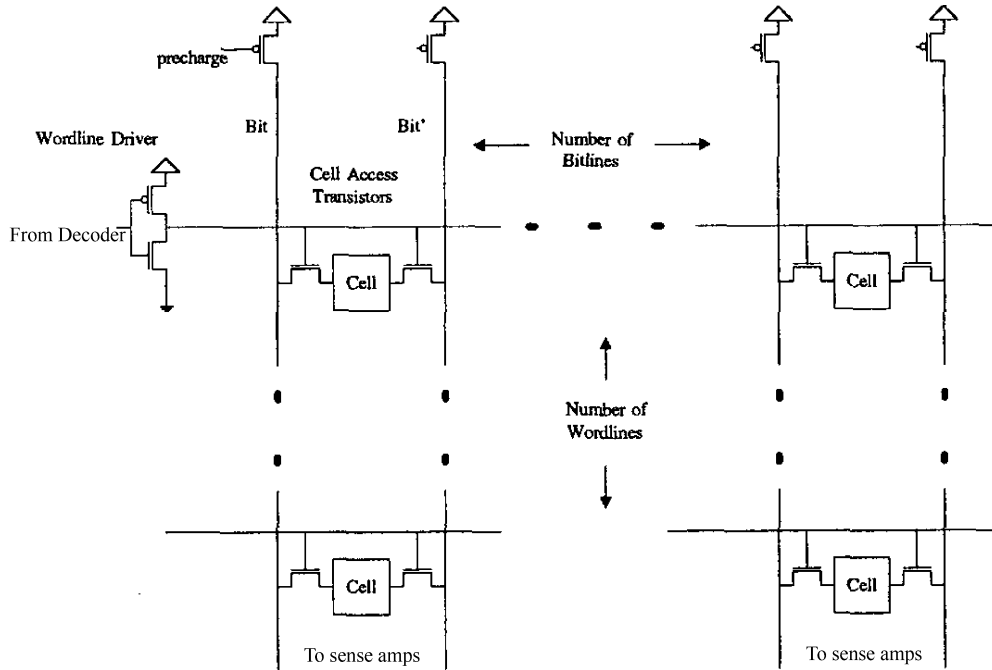 precharge
Bit
Bit'
Wordline Driver
Number of
Bitlines
Cell Access
Transistors
From Decoder
Cell
Cell
Number of
Wordlines
Cell
Cell
To sense amps
To sense amps